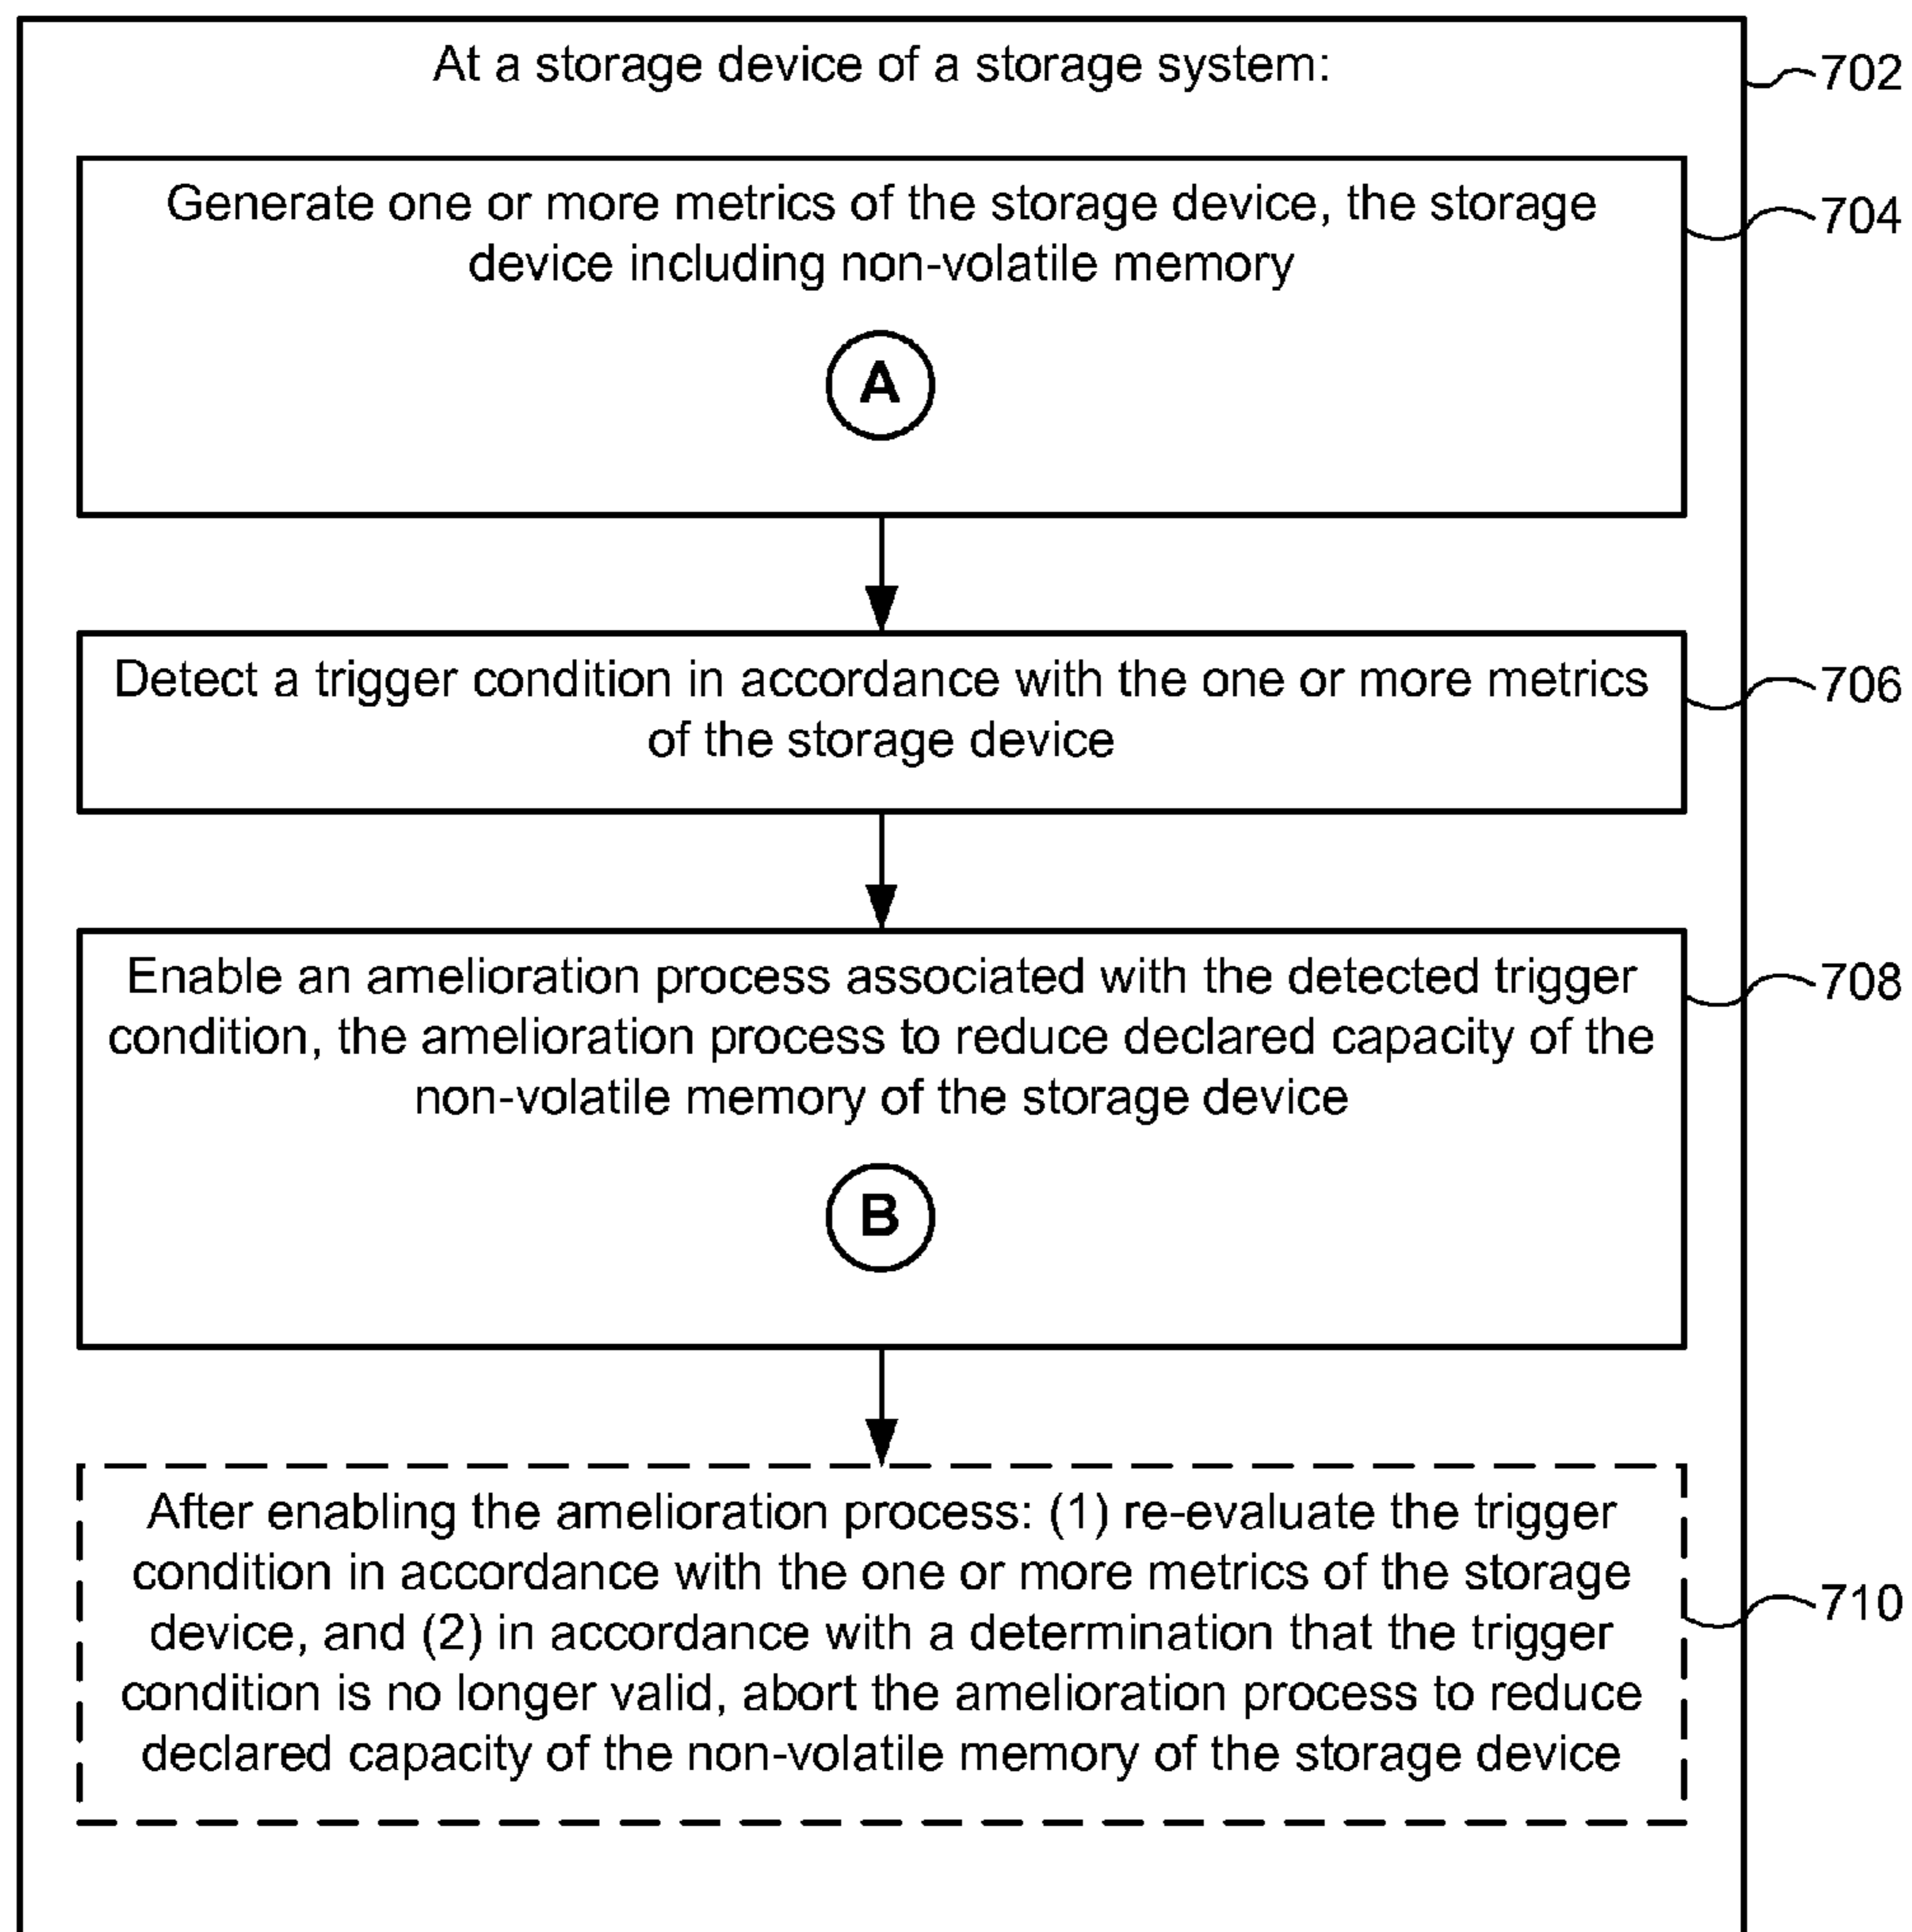 At a storage device of a storage system:
702
Generate one or more metrics of the storage device, the storage
device including non-volatile memory
704
A
Detect a trigger condition in accordance with the one or more metrics
of the storage device
706
Enable an amelioration process associated with the detected trigger
condition, the amelioration process to reduce declared capacity of the
non-volatile memory of the storage device
708
B
After enabling the amelioration process: (1) re-evaluate the trigger
condition in accordance with the one or more metrics of the storage
device, and (2) in accordance with a determination that the trigger
condition is no longer valid, abort the amelioration process to reduce
declared capacity of the non-volatile memory of the storage device
710